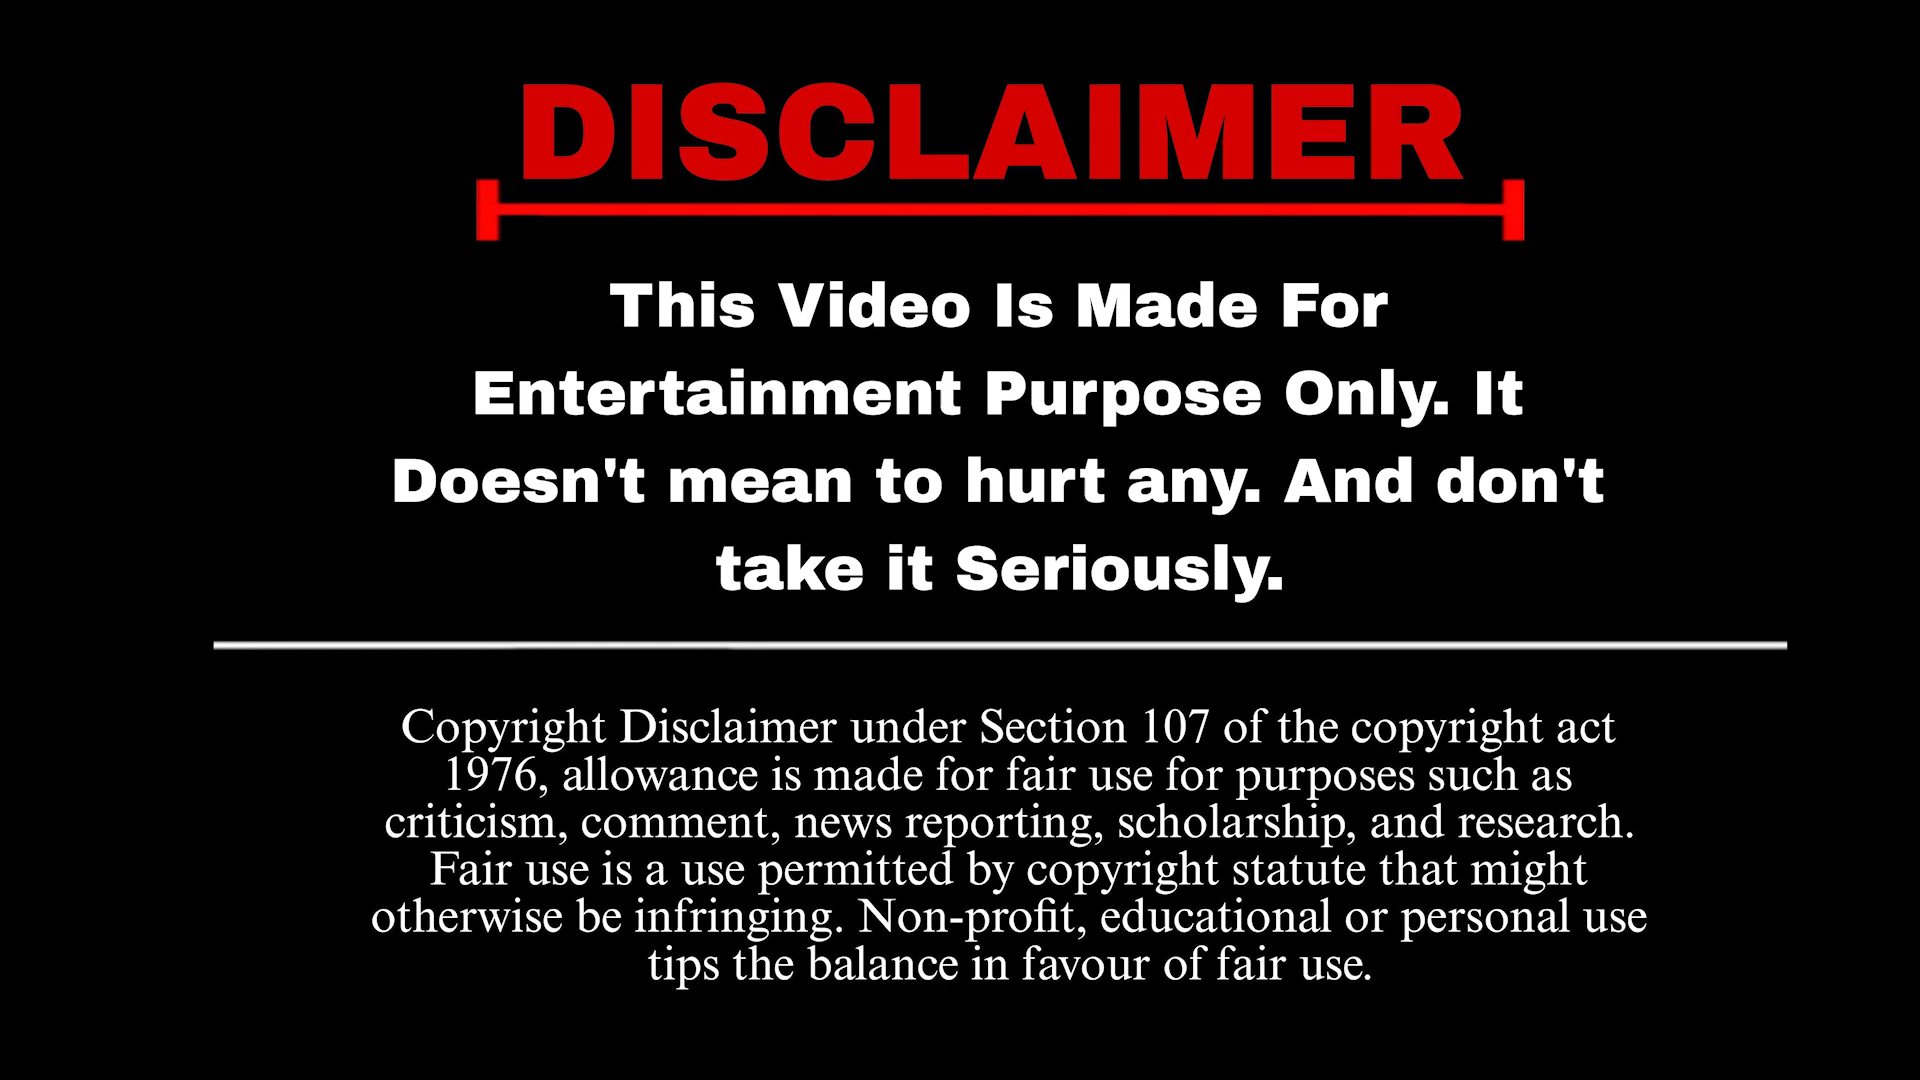 DISCLAIMER
This Video Is Made For
Entertainment Purpose Only. It
Doesn't mean to hurt any. And don't
take it Seriously.
Copyright Disclaimer under Section 107 of the copyright act
1976, allowance is made for fair use for purposes such as
criticism, comment, news reporting, scholarship, and research.
Fair use is a use permitted by copyright statute that might
otherwise be infringing. Non-profit, educational or personal use
tips the balance in favour of fair use.